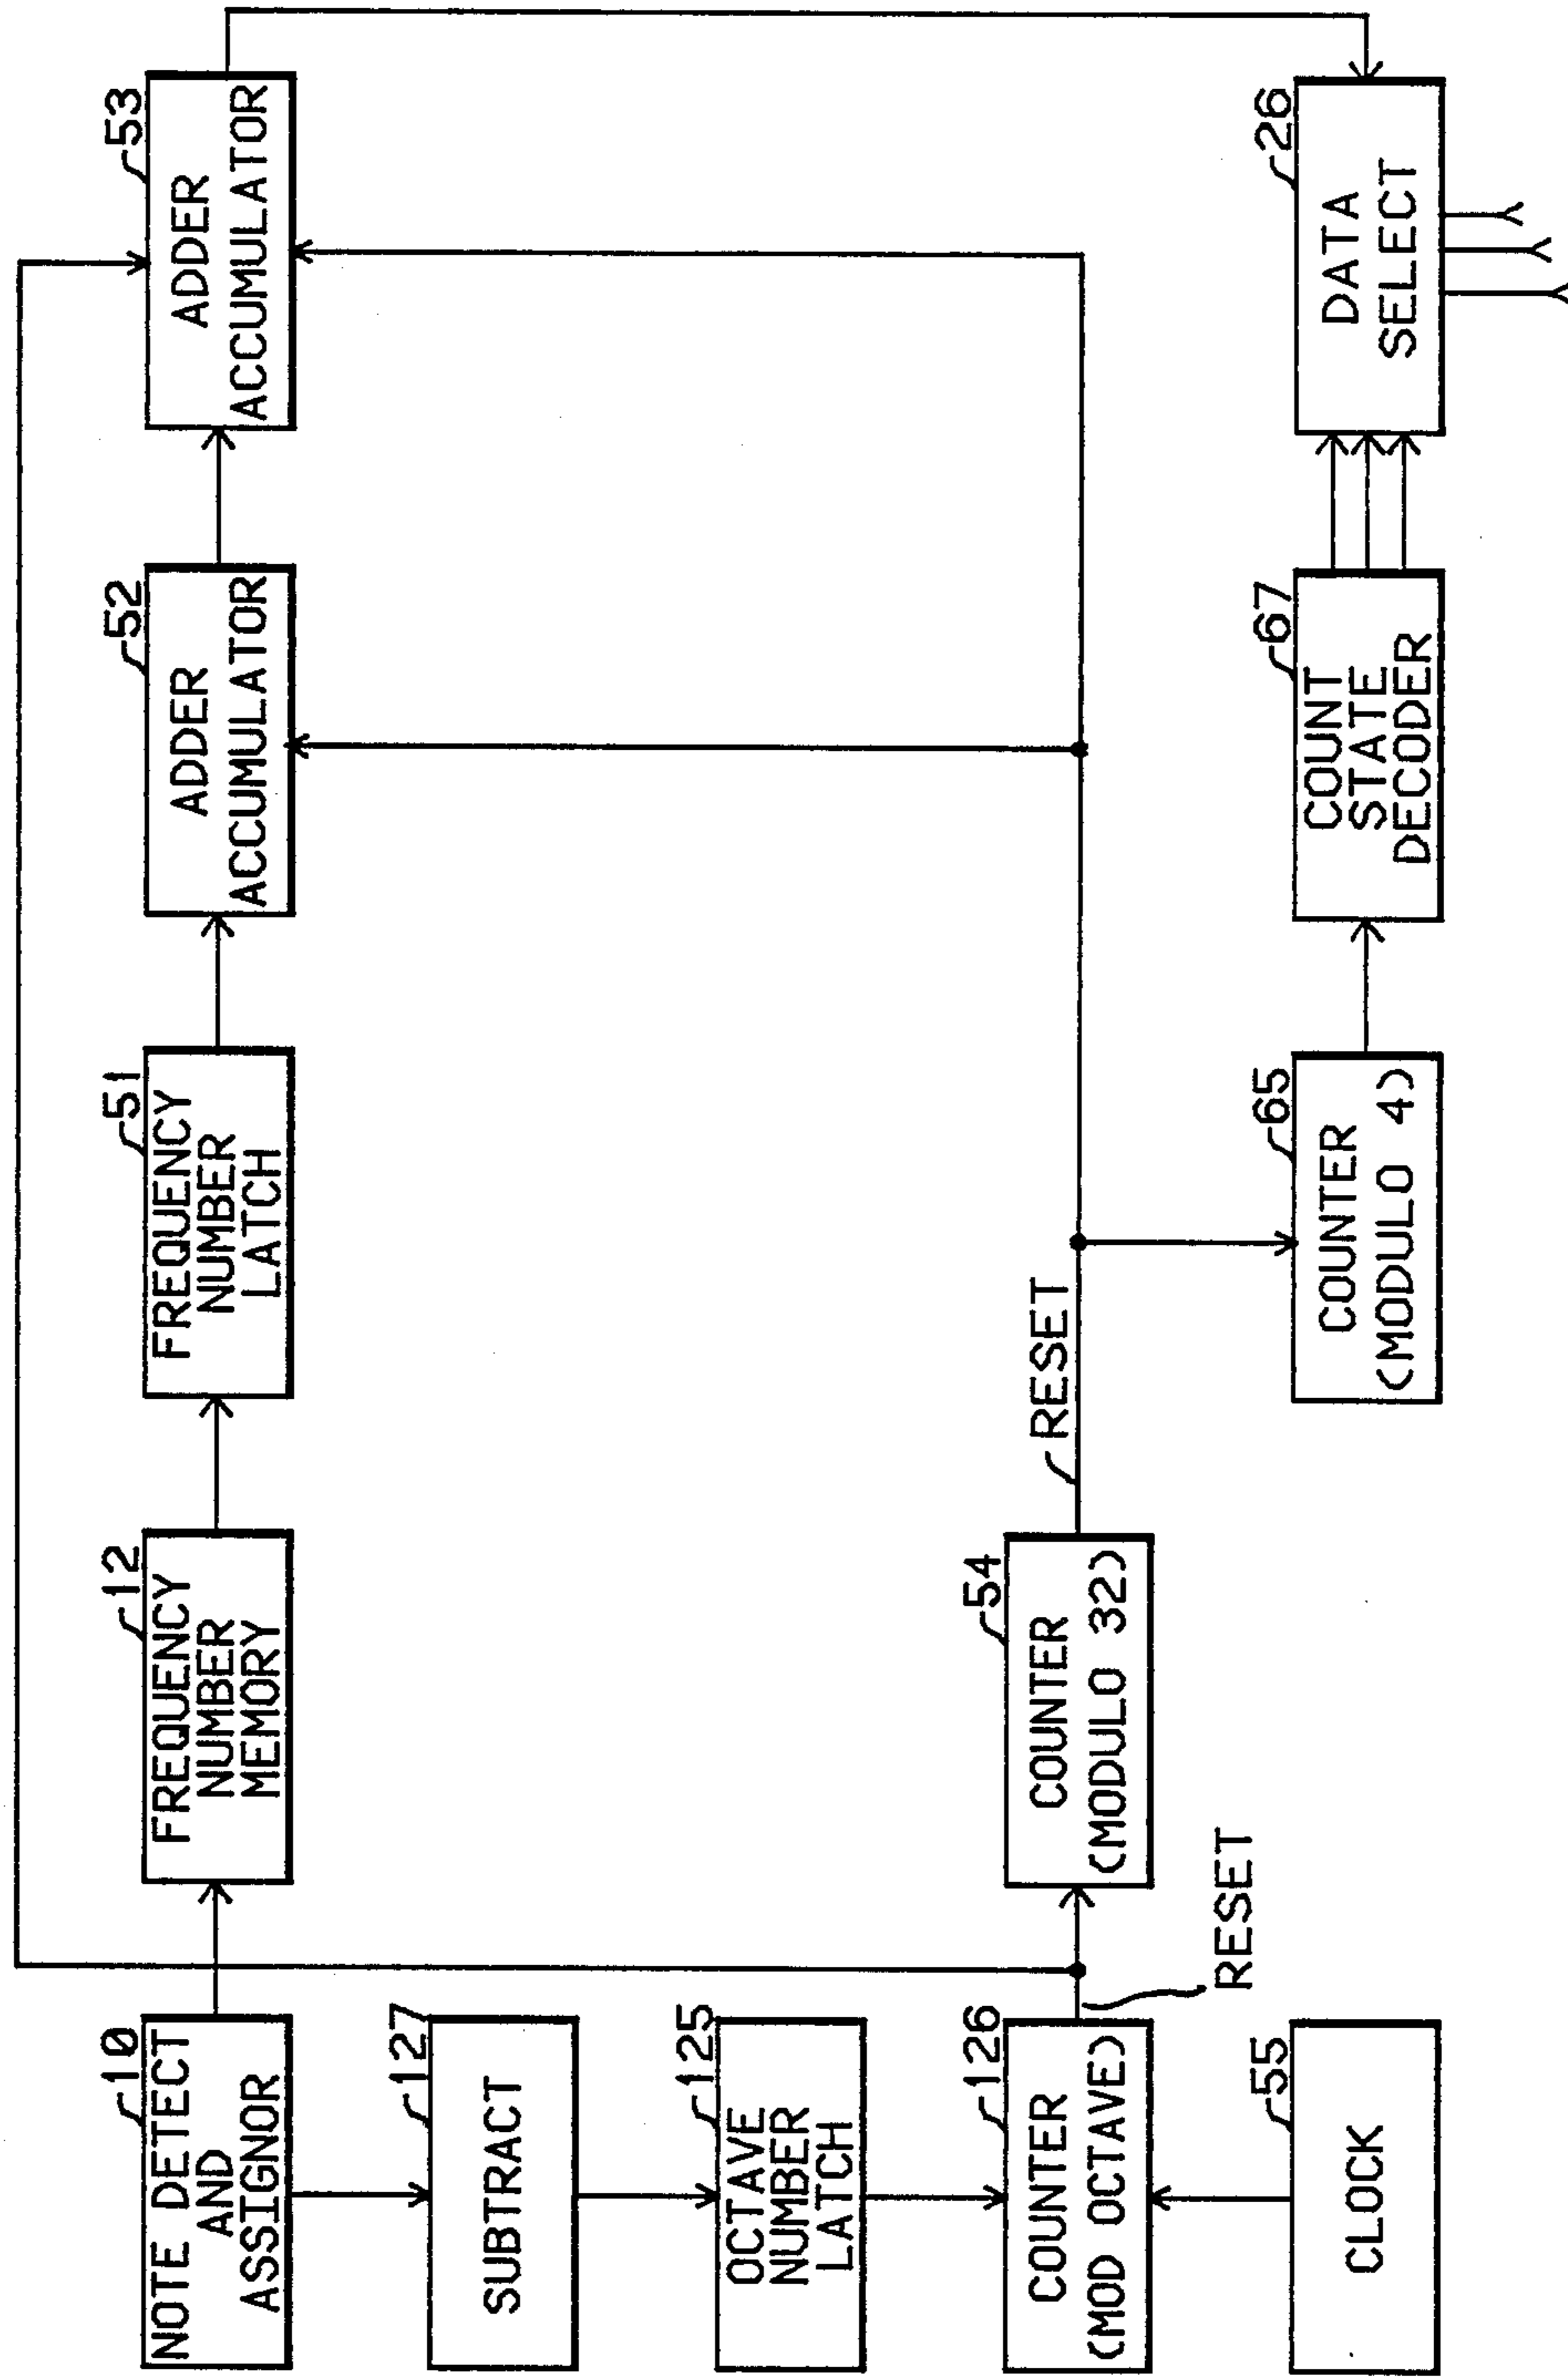 10
NOTE DETECT
AND
ASSIGNOR
12
FREQUENCY
NUMBER
MEMORY
51
FREQUENCY
NUMBER
LATCH
52
ADDER
ACCUMULATOR
53
ADDER
ACCUMULATOR
127
SUBTRACT
125
OCTAVE
NUMBER
LATCH
126
COUNTER
(MOD OCTAVE)
RESET
54
COUNTER
(MODULO 32)
RESET
55
CLOCK
65
COUNTER
(MODULO 4)
67
COUNT
STATE
DECODER
26
DATA
SELECT